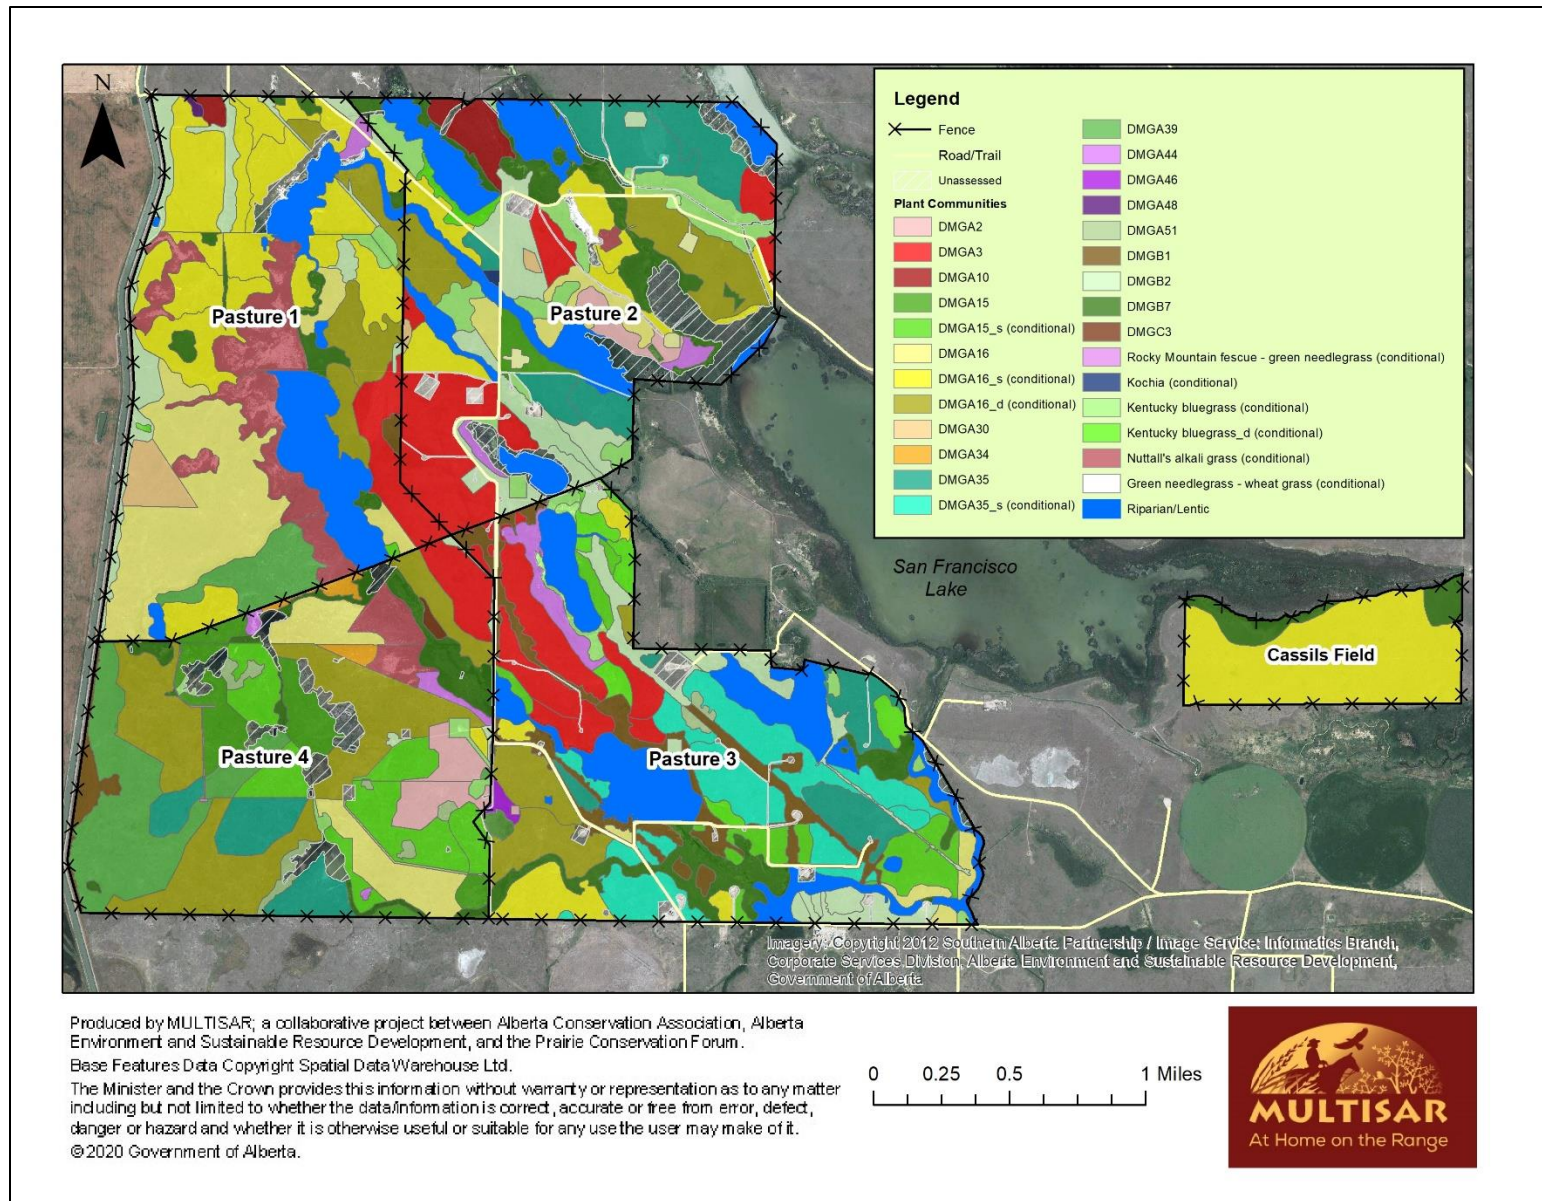 N
Legend
Fence
Road/Trail
Unassessed
Plant Communities
DMGA2
DMGA3
DMGA10
DMGA15
DMGA15_s (conditional)
DMGA16
DMGA16_s (conditional)
DMGA16_d (conditional)
DMGA30
DMGA34
DMGA35
DMGA35_s (conditional)
DMGA39
DMGA44
DMGA46
DMGA48
DMGA51
DMGB1
DMGB2
DMGB7
DMGC3
Rocky Mountain fescue - green needlegrass (conditional)
Kochia (conditional)
Kentucky bluegrass (conditional)
Kentucky bluegrass_d (conditional)
Nuttall's alkali grass (conditional)
Green needlegrass - wheat grass (conditional)
Riparian/Lentic
Pasture 1
Pasture 2
San Francisco
Lake
Cassils Field
Pasture 4
Pasture 3
Imagery: Copyright 2012 Southern Alberta Partnership / Image Service: Informatics Branch,
Corporate Services Division, Alberta Environment and Sustainable Resource Development,
Government of Alberta
Produced by MULTISAR; a collaborative project between Alberta Conservation Association, Alberta
Environment and Sustainable Resource Development, and the Prairie Conservation Forum.
Base Features Data Copyright Spatial Data Warehouse Ltd.
The Minister and the Crown provides this information without warranty or representation as to any matter
including but not limited to whether the data/information is correct, accurate or free from error, defect,
danger or hazard and whether it is otherwise useful or suitable for any use the user may make of it.
©2020 Government of Alberta.
0 0.25 0.5 1 Miles
MULTISAR
At Home on the Range